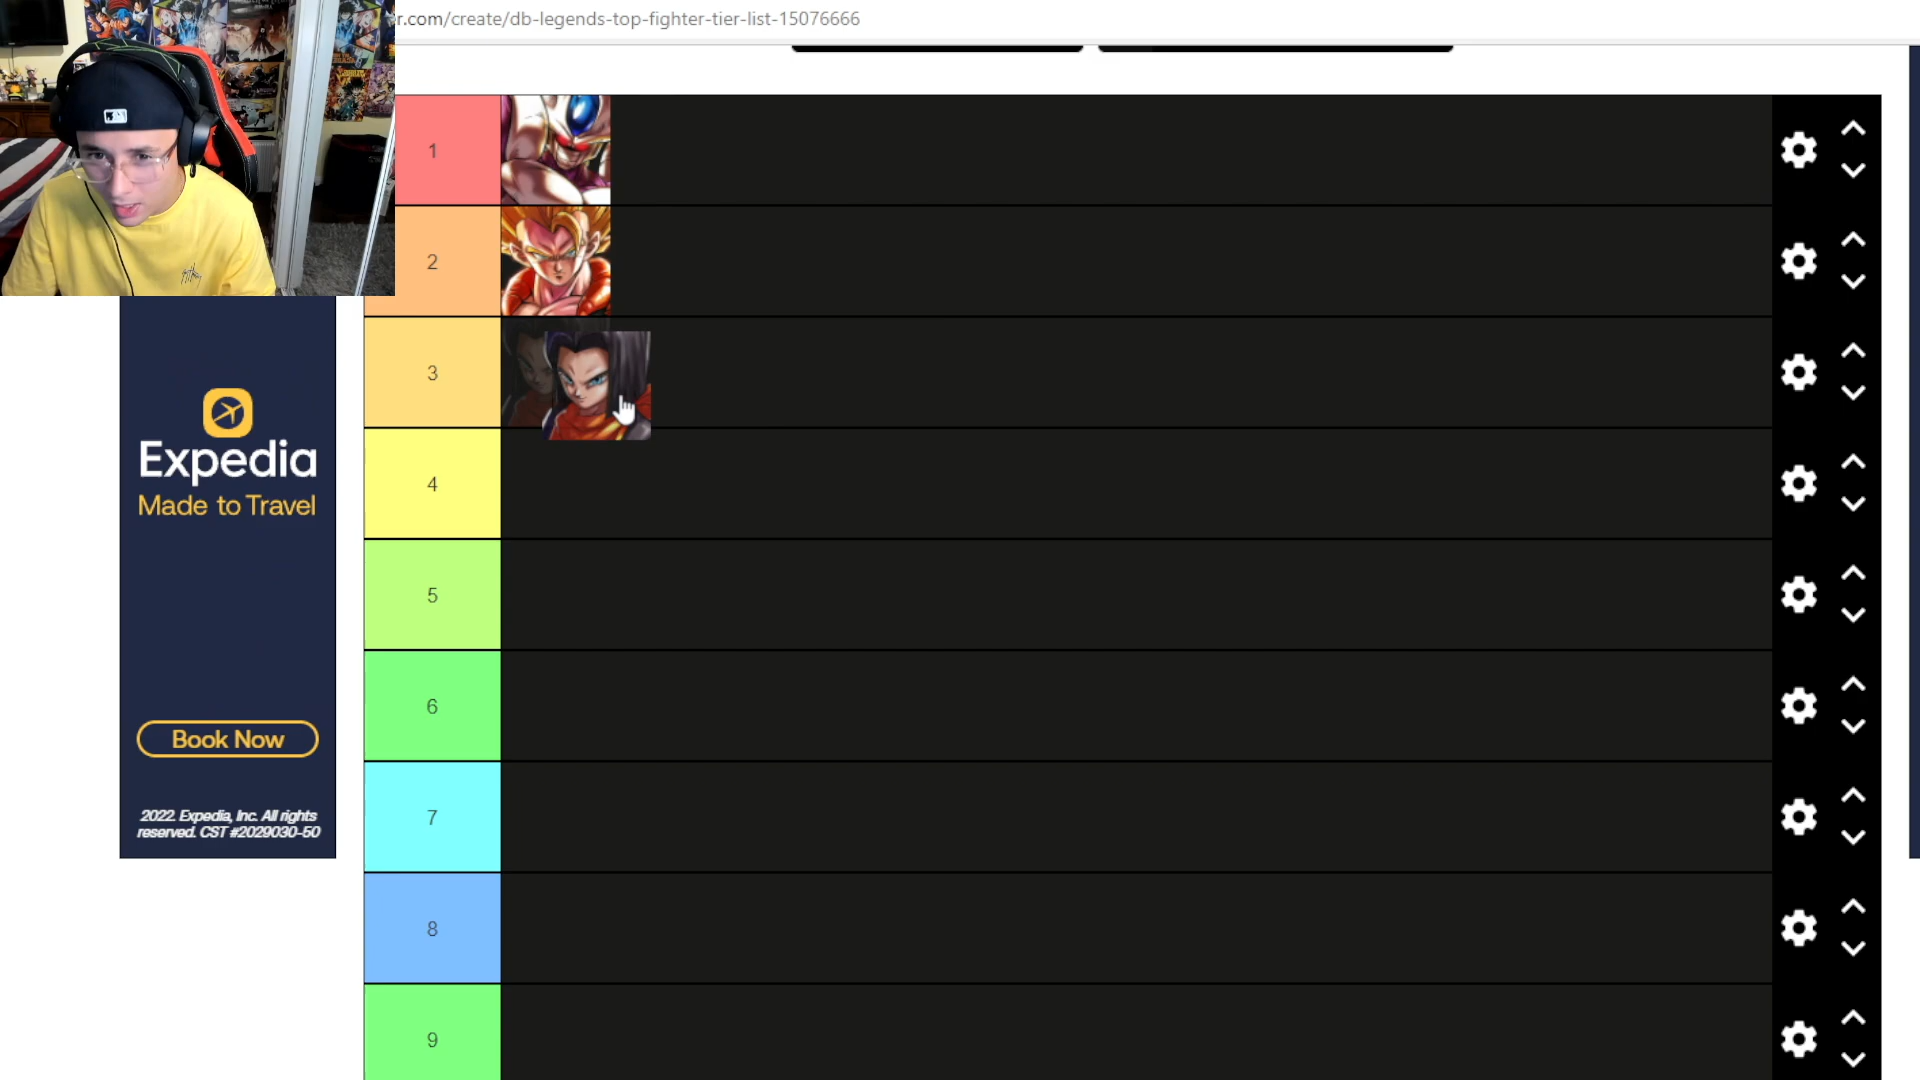 r.com/create/db-legends-top-fighter-tier-list-15076666
1
2
3
4
5
6
7
8
9
Expedia
Made to Travel
Book Now
2022. Expedia, Inc. All rights
reserved. CST #2029030-50